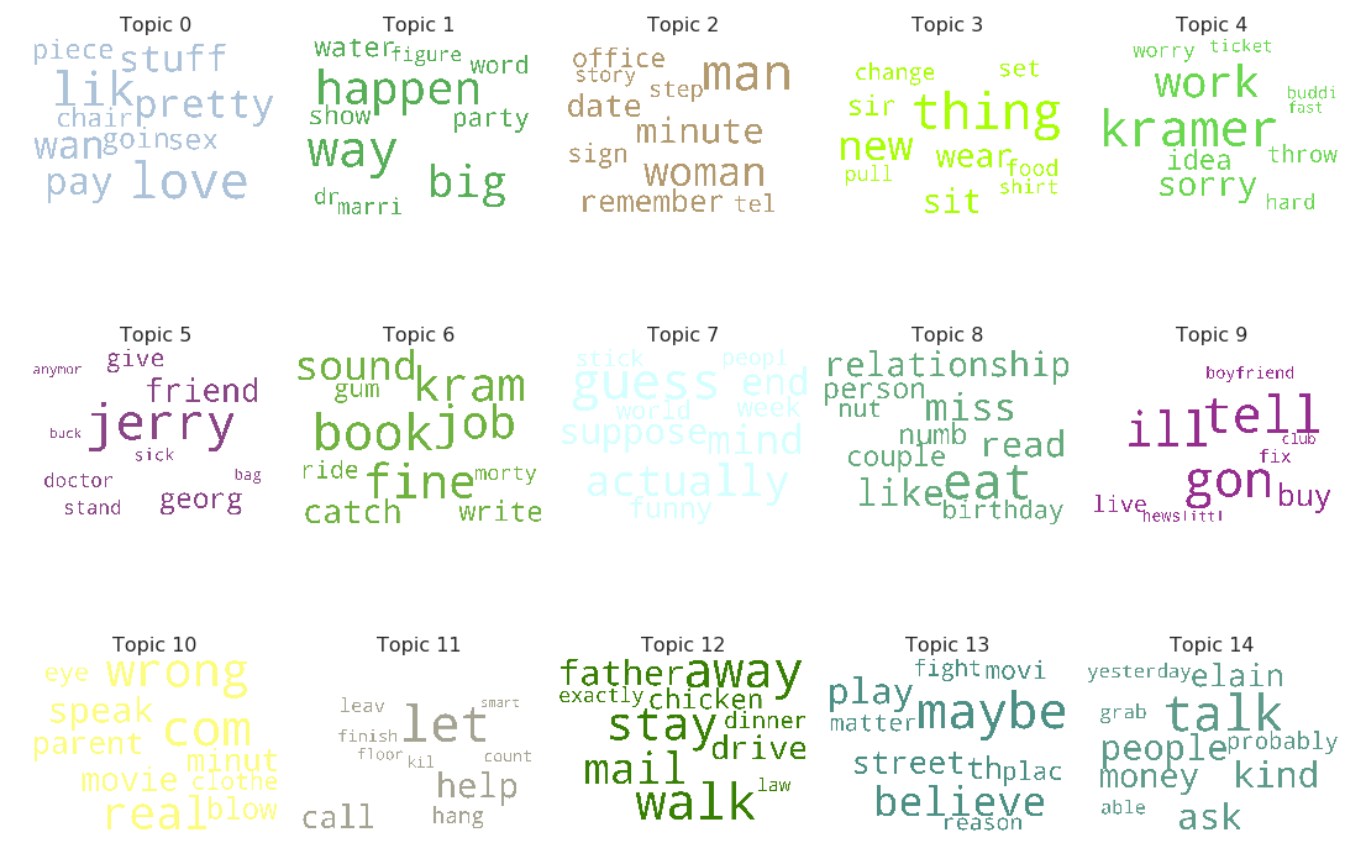 Topic 0
piece stuff
lik pretty
chair
wan goin sex
pay love
Topic 1
water figure word
happen
show party
way
big
dr marri
Topic 2
office man
story step
date
minute
sign woman
remember tel
Topic 3
change set
sir thing
new wear food
pull shirt
sit
Topic 4
worry ticket
work buddi
fast
kramer
idea throw
sorry
hard
Topic 5
anymor give
friend
jerry
buck sick
doctor bag
stand georg
Topic 6
sound kram
gum
book job
ride fine morty
catch write
Topic 7
stick peopl
guess end
world week
suppose mind
actually
funny
Topic 8
relationship
person
nut miss
numb read
couple
like eat
birthday
Topic 9
boyfriend
ill tell
club
fix
gon buy
live
news littl
Topic 10
eye wrong
speak com
parent minut
movie clothe
real blow
Topic 11
leav smart
finish let
floor kil count
help
call hang
Topic 12
father away
exactly chicken
stay dinner
drive
mail law
walk
Topic 13
fight movi
play
matter maybe
street th plac
believe
reason
Topic 14
yesterday elain
grab talk
people probably
money kind
able ask